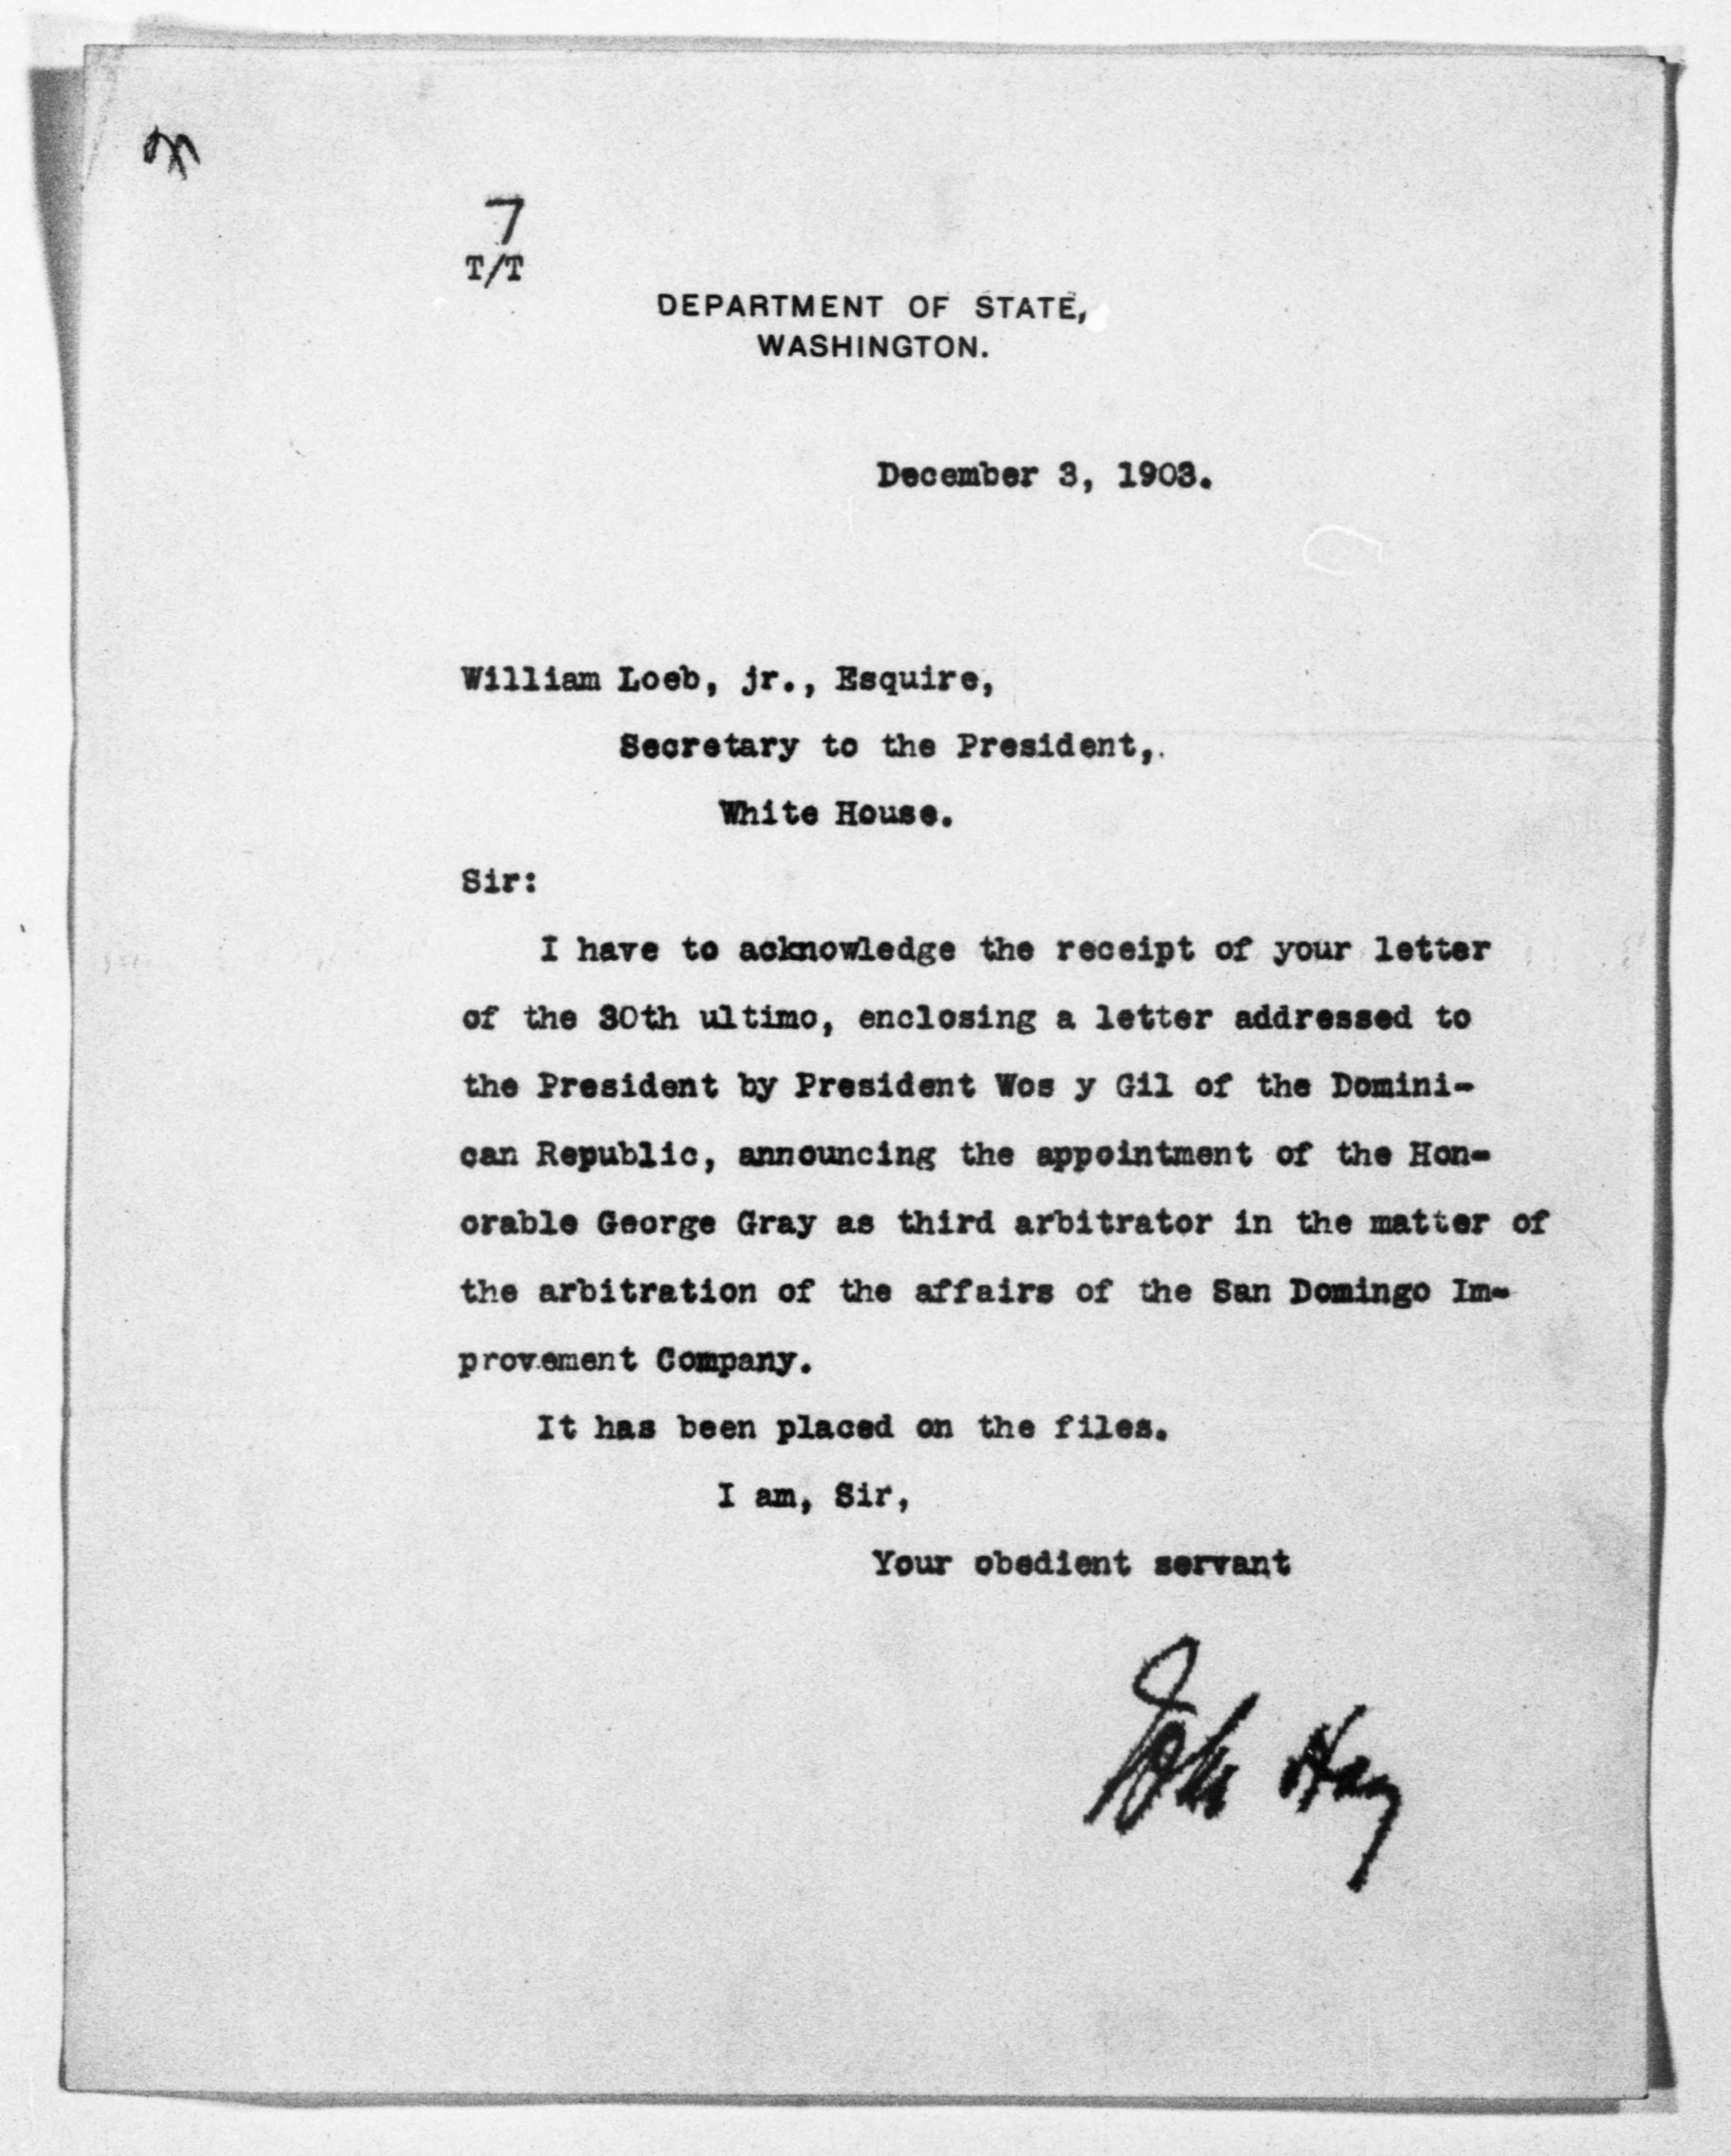 7
T/T
DEPARTMENT OF STATE,
WASHINGTON.
December 3, 1903.
William Loeb, jr., Esquire,
Secretary to the President,.
White House.
Sir:
I have to acknowledge the receipt of your letter
of the 30th ultimo, enclosing a letter addressed to
the President by President Wos y Gil of the Domini-
can Republic, announcing the appointment of the Hon-
orable George Gray as third arbitrator in the matter of
the arbitration of the affairs of the San Domingo Im-
provement Company.
It has been placed on the files.
I am, Sir,
Your obedient servant
John Hay